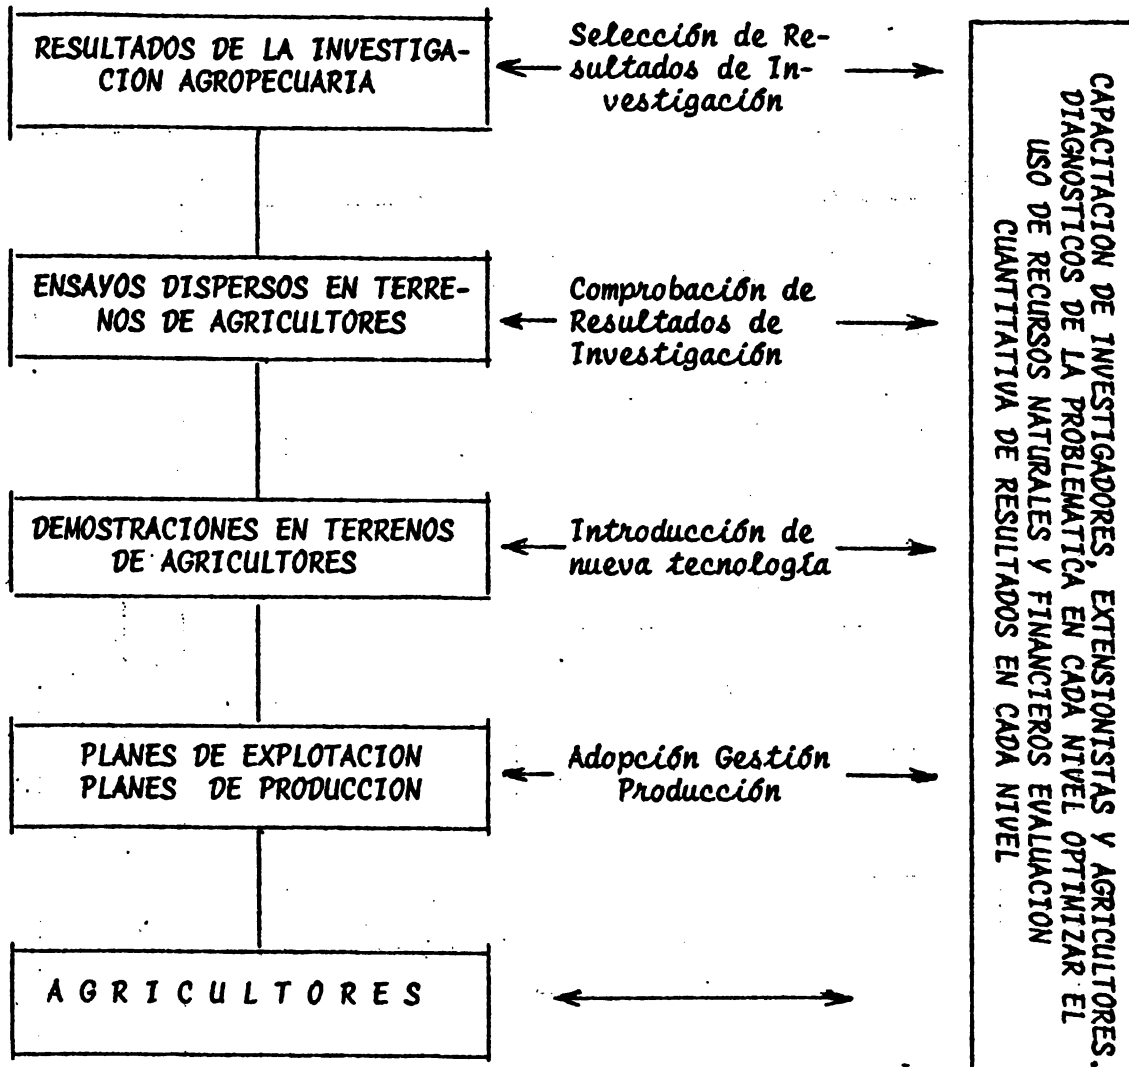 RESULTADOS DE LA INVESTIGA-
CION AGROPECUARIA
Selección de Re-
sultados de In-
vestigación
ENSAYOS DISPERSOS EN TERRE-
NOS DE AGRICULTORES
Comprobación de
Resultados de
Investigación
DEMOSTRACIONES EN TERRENOS
DE AGRICULTORES
Introducción de
nueva tecnología
PLANES DE EXPLOTACION
PLANES DE PRODUCCION
Adopción Gestión
Producción
AGRICULTORES
CAPACITACION DE INVESTIGADORES, EXTENSIONISTAS Y AGRICULTORES.
DIAGNOSTICOS DE LA PROBLEMATICA EN CADA NIVEL OPTIMIZAR EL
USO DE RECURSOS NATURALES Y FINANCIEROS EVALUACION
CUANTITATIVA DE RESULTADOS EN CADA NIVEL